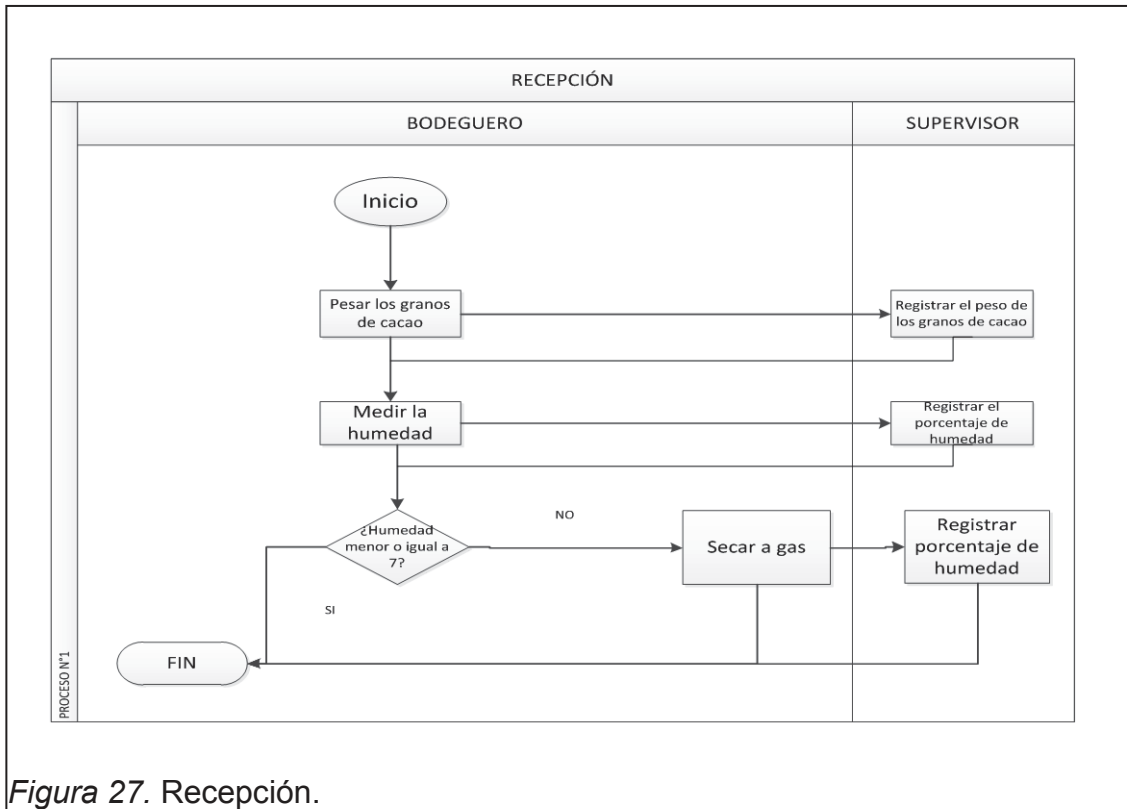 RECEPCIÓN
BODEGUERO
SUPERVISOR
Inicio
Pesar los granos
de cacao
Registrar el peso de
los granos de cacao
Medir la
humedad
Registrar el
porcentaje de
humedad
¿Humedad
menor o igual a
7?
NO
Secar a gas
Registrar
porcentaje de
humedad
SI
FIN
PROCESO N°1
Figura 27. Recepción.